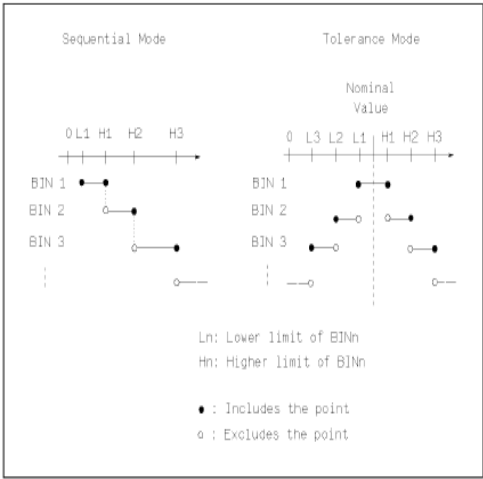 Sequential Mode
Tolerance Mode
Nominal
Value
0 L1 H1 H2 H3
0 L3 L2 L1 H1 H2 H3
BIN 1
BIN 2
BIN 3
BIN 1
BIN 2
BIN 3
Ln: Lower limit of BINn
Hn: Higher limit of BINn
● : Includes the point
○ : Excludes the point